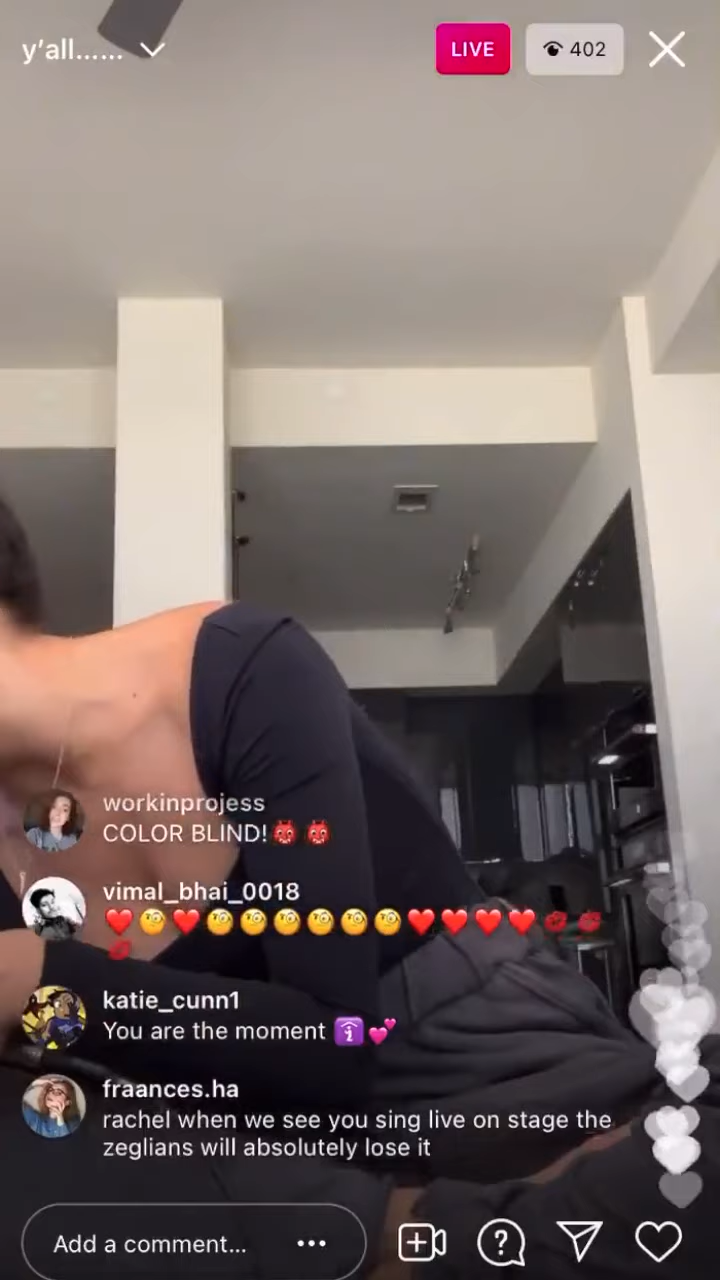 y'all......
LIVE
402
workinprojess
COLOR BLIND!👹 👹
vimal_bhai_0018
❤️🧐❤️🧐🧐🧐🧐🧐🧐❤️❤️❤️❤️💋💋
💋
katie_cunn1
You are the moment 🛐💕
fraances.ha
rachel when we see you sing live on stage the
zeglians will absolutely lose it
Add a comment...